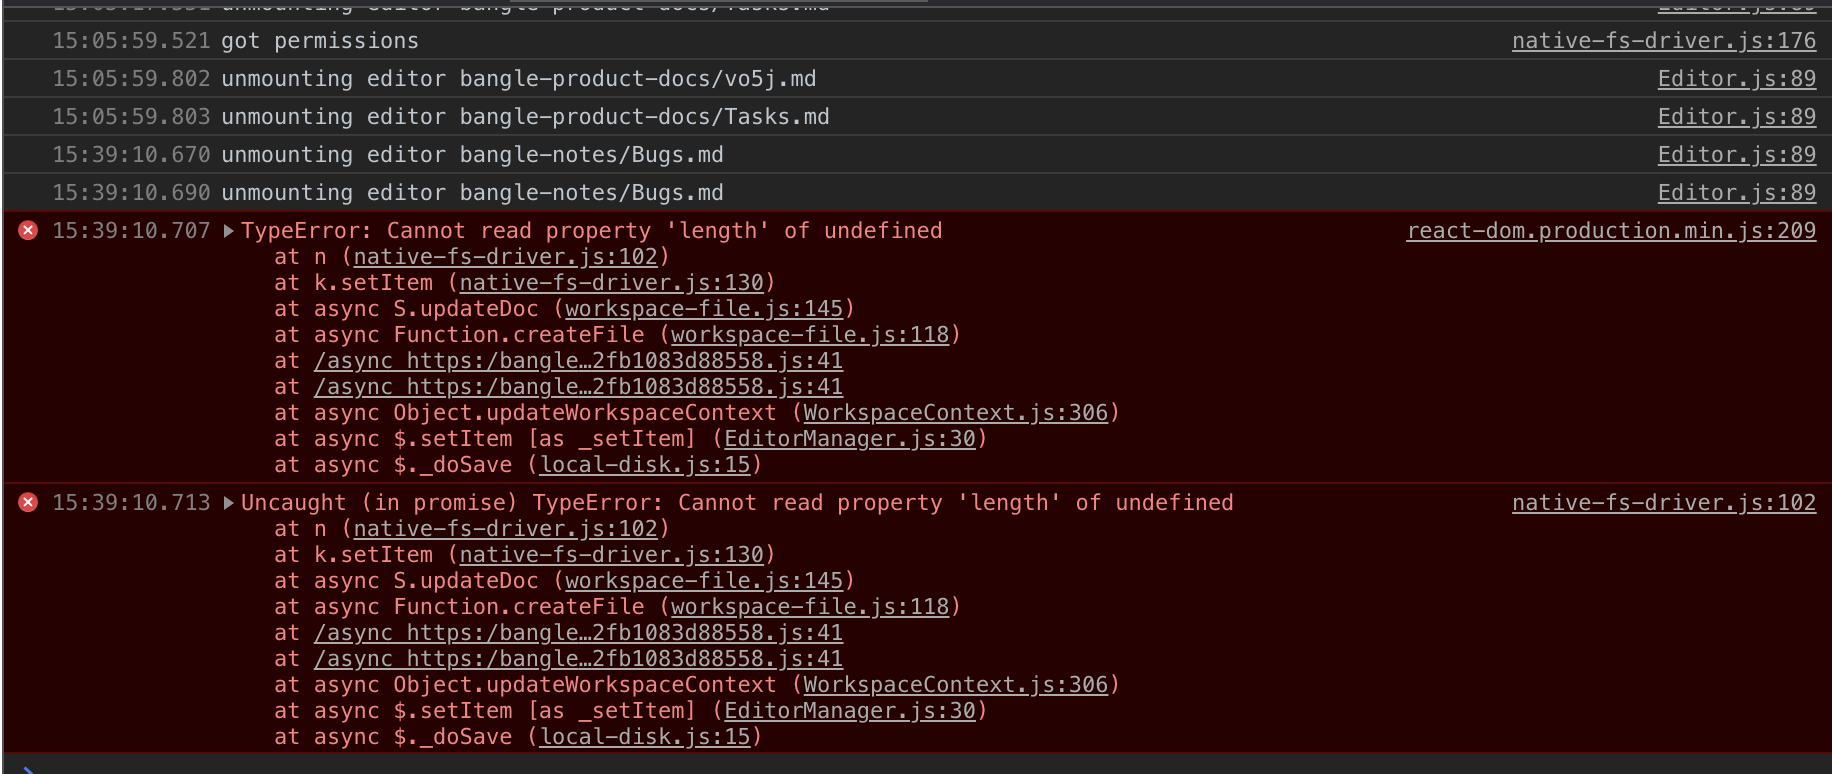 15:05:59.521 got permissions native-fs-driver.js:176
15:05:59.802 unmounting editor bangle-product-docs/vo5j.md Editor.js:89
15:05:59.803 unmounting editor bangle-product-docs/Tasks.md Editor.js:89
15:39:10.670 unmounting editor bangle-notes/Bugs.md Editor.js:89
15:39:10.690 unmounting editor bangle-notes/Bugs.md Editor.js:89
15:39:10.707 ▶TypeError: Cannot read property 'length' of undefined react-dom.production.min.js:209
at n (native-fs-driver.js:102)
at k.setItem (native-fs-driver.js:130)
at async S.updateDoc (workspace-file.js:145)
at async Function.createFile (workspace-file.js:118)
at /async https:/bangle…2fb1083d88558.js:41
at /async https:/bangle…2fb1083d88558.js:41
at async Object.updateWorkspaceContext (WorkspaceContext.js:306)
at async $.setItem [as _setItem] (EditorManager.js:30)
at async $._doSave (local-disk.js:15)
15:39:10.713 ▶Uncaught (in promise) TypeError: Cannot read property 'length' of undefined native-fs-driver.js:102
at n (native-fs-driver.js:102)
at k.setItem (native-fs-driver.js:130)
at async S.updateDoc (workspace-file.js:145)
at async Function.createFile (workspace-file.js:118)
at /async https:/bangle…2fb1083d88558.js:41
at /async https:/bangle…2fb1083d88558.js:41
at async Object.updateWorkspaceContext (WorkspaceContext.js:306)
at async $.setItem [as _setItem] (EditorManager.js:30)
at async $._doSave (local-disk.js:15)